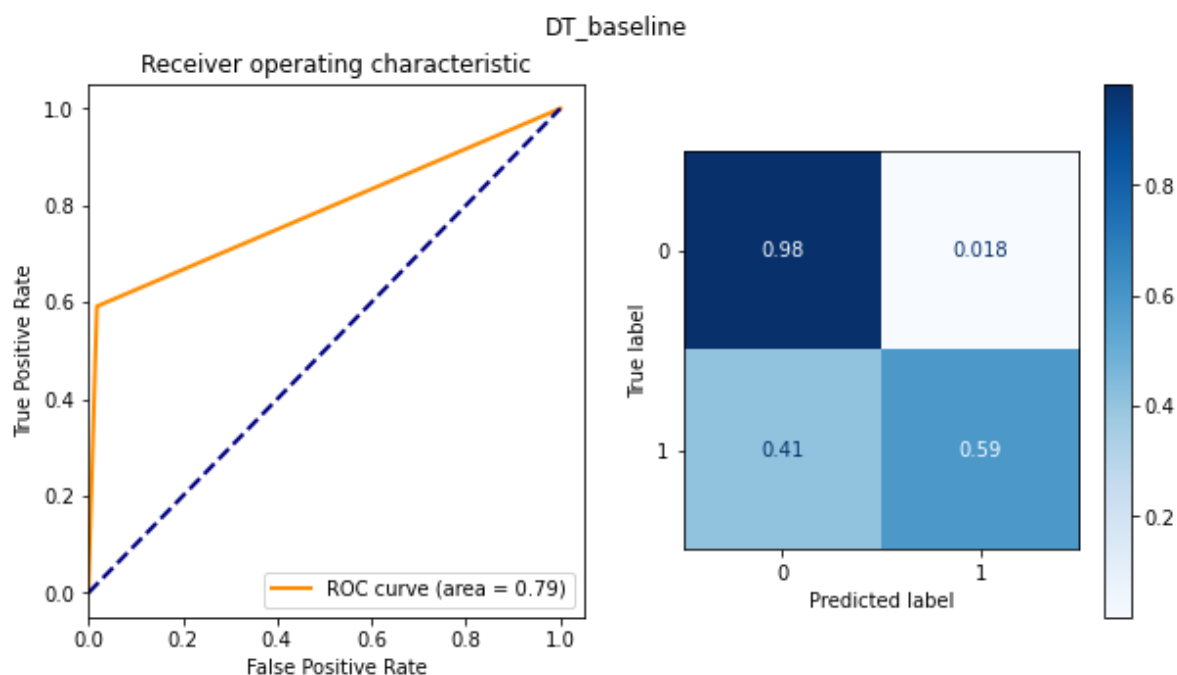 DT_baseline
Receiver operating characteristic
True Positive Rate
1.0
0.8
0.6
0.4
0.2
0.0
0.0 0.2 0.4 0.6 0.8 1.0
False Positive Rate
ROC curve (area = 0.79)
True label
0
1
0.98 0.018
0.41 0.59
0 1
Predicted label
0.8
0.6
0.4
0.2